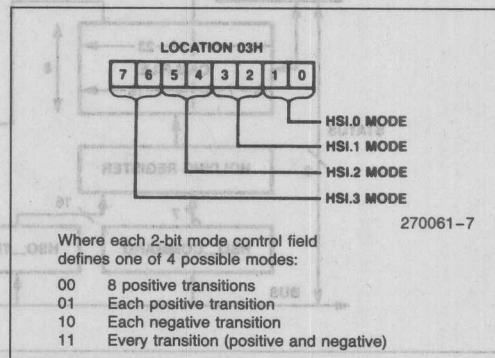 LOCATION 03H
7 6 5 4 3 2 1 0
HSI.0 MODE
HSI.1 MODE
HSI.2 MODE
HSI.3 MODE
270061-7
Where each 2-bit mode control field
defines one of 4 possible modes:
00 8 positive transitions
01 Each positive transition
10 Each negative transition
11 Every transition (positive and negative)